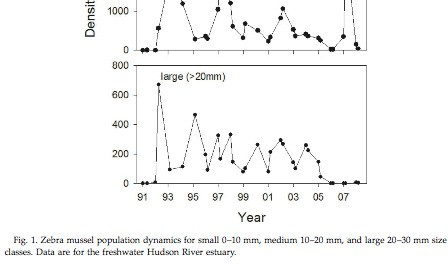 1000
0
Densit
800
large (>20mm)
600
400
200
0
91 93 95 97 99 01 03 05 07
Year
Fig. 1. Zebra mussel population dynamics for small 0–10 mm, medium 10–20 mm, and large 20–30 mm size
classes. Data are for the freshwater Hudson River estuary.